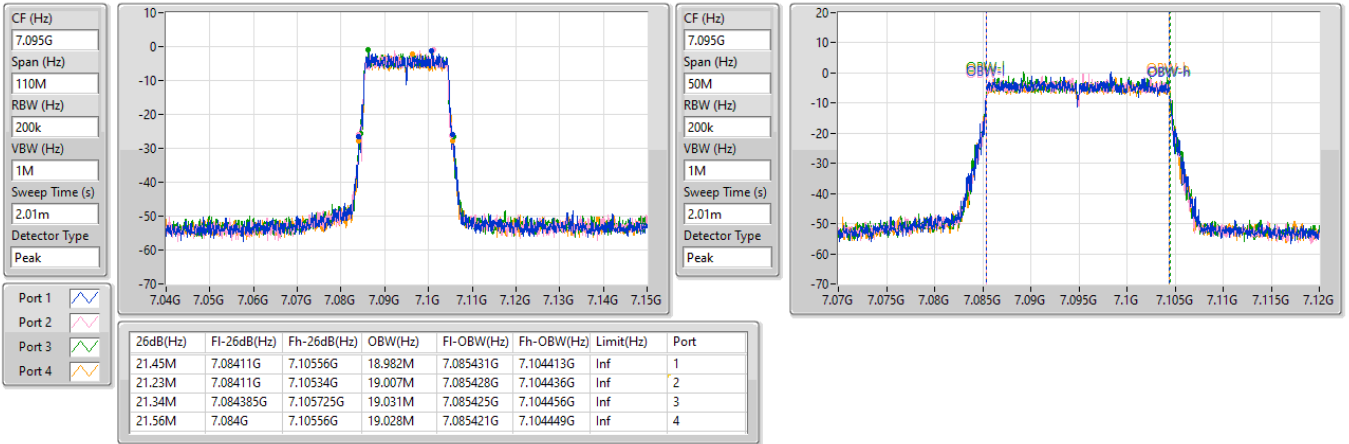 CF (Hz)
7.095G
Span (Hz)
110M
RBW (Hz)
200k
VBW (Hz)
1M
Sweep Time (s)
2.01m
Detector Type
Peak
10
0
-10
-20
-30
-40
-50
-60
-70
7.04G 7.05G 7.06G 7.07G 7.08G 7.09G 7.1G 7.11G 7.12G 7.13G 7.14G 7.15G
CF (Hz)
7.095G
Span (Hz)
50M
RBW (Hz)
200k
VBW (Hz)
1M
Sweep Time (s)
2.01m
Detector Type
Peak
20
10
0
-10
-20
-30
-40
-50
-60
-70
OBW-l OBW-h
7.07G 7.075G 7.08G 7.085G 7.09G 7.095G 7.1G 7.105G 7.11G 7.115G 7.12G
Port 1
Port 2
Port 3
Port 4
26dB(Hz) Fl-26dB(Hz) Fh-26dB(Hz) OBW(Hz) Fl-OBW(Hz) Fh-OBW(Hz) Limit(Hz) Port
21.45M 7.08411G 7.10556G 18.982M 7.085431G 7.104413G Inf 1
21.23M 7.08411G 7.10534G 19.007M 7.085428G 7.104436G Inf 2
21.34M 7.084385G 7.105725G 19.031M 7.085425G 7.104456G Inf 3
21.56M 7.084G 7.10556G 19.028M 7.085421G 7.104449G Inf 4